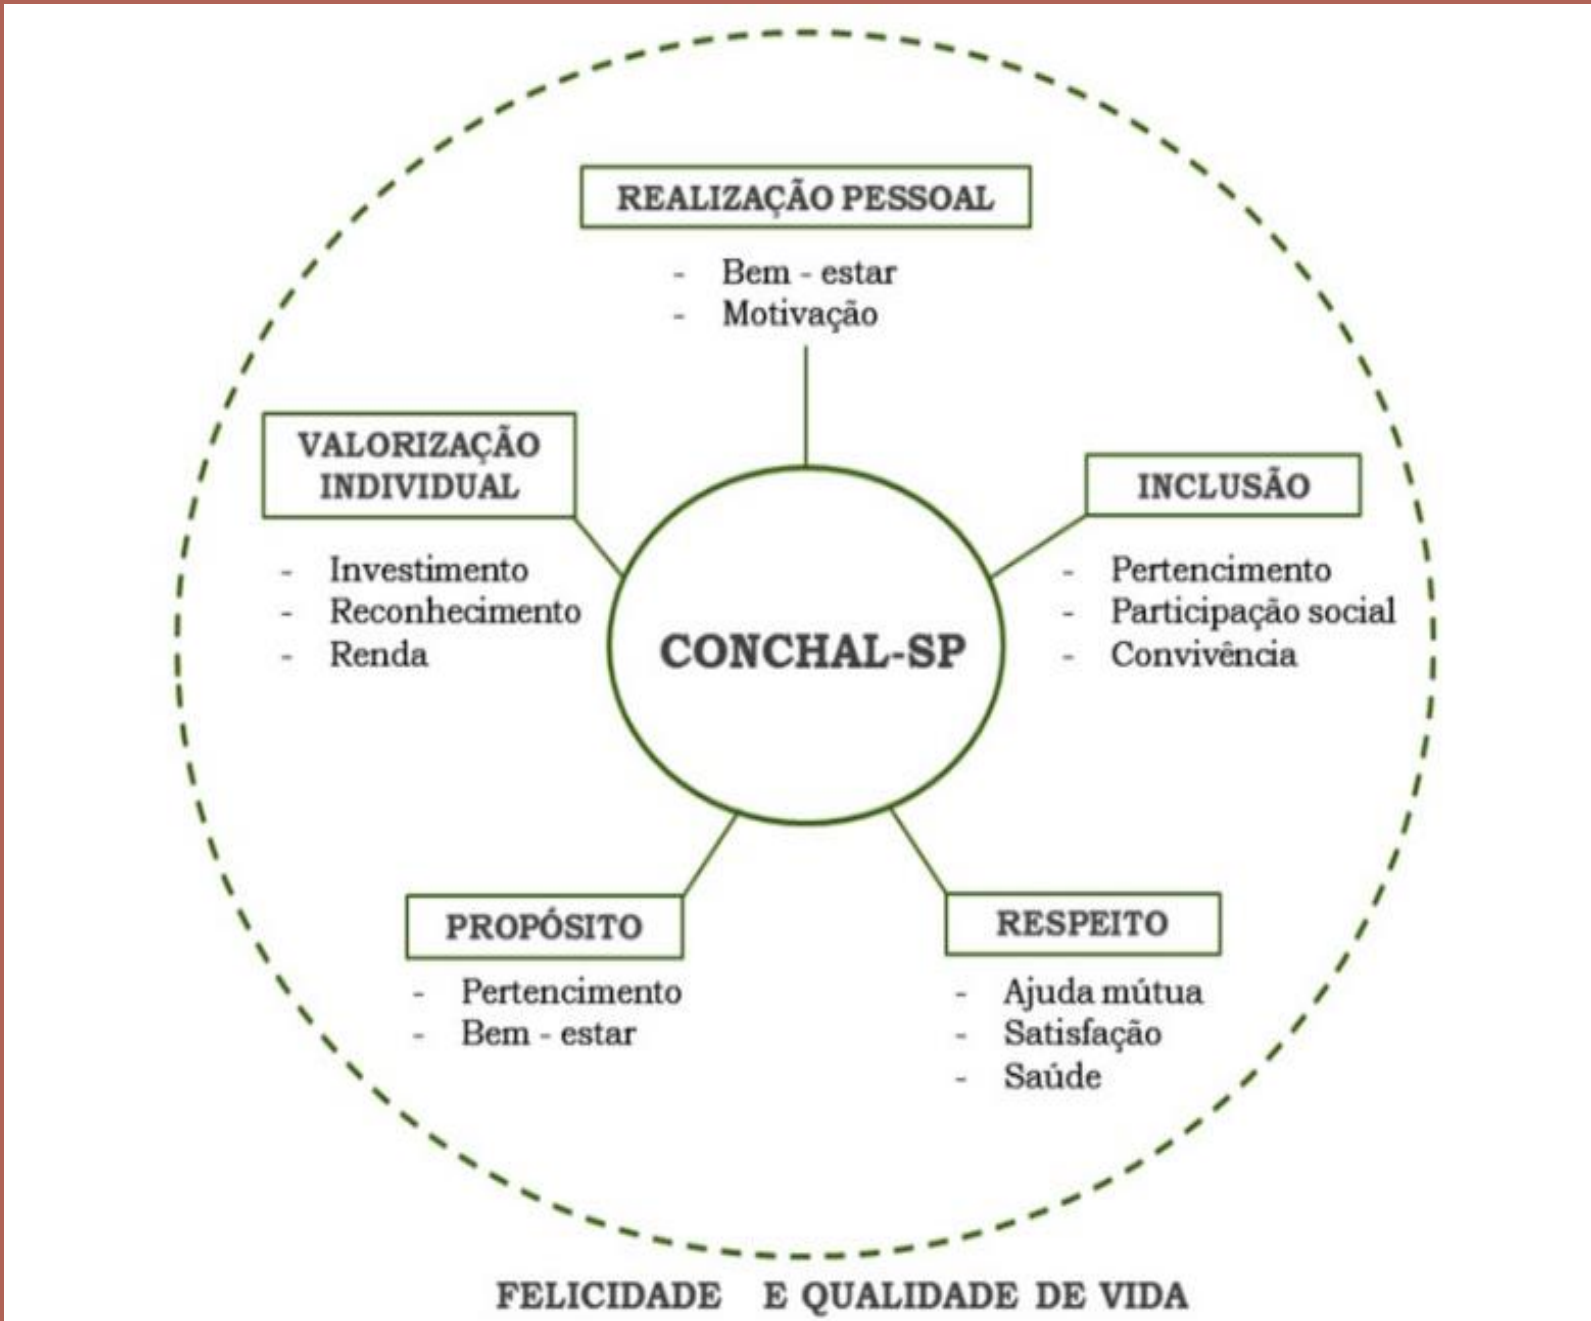 REALIZAÇÃO PESSOAL
- Bem - estar
- Motivação
VALORIZAÇÃO
INDIVIDUAL
- Investimento
- Reconhecimento
- Renda
INCLUSÃO
- Pertencimento
- Participação social
- Convivência
CONCHAL-SP
PROPÓSITO
- Pertencimento
- Bem - estar
RESPEITO
- Ajuda mútua
- Satisfação
- Saúde
FELICIDADE E QUALIDADE DE VIDA